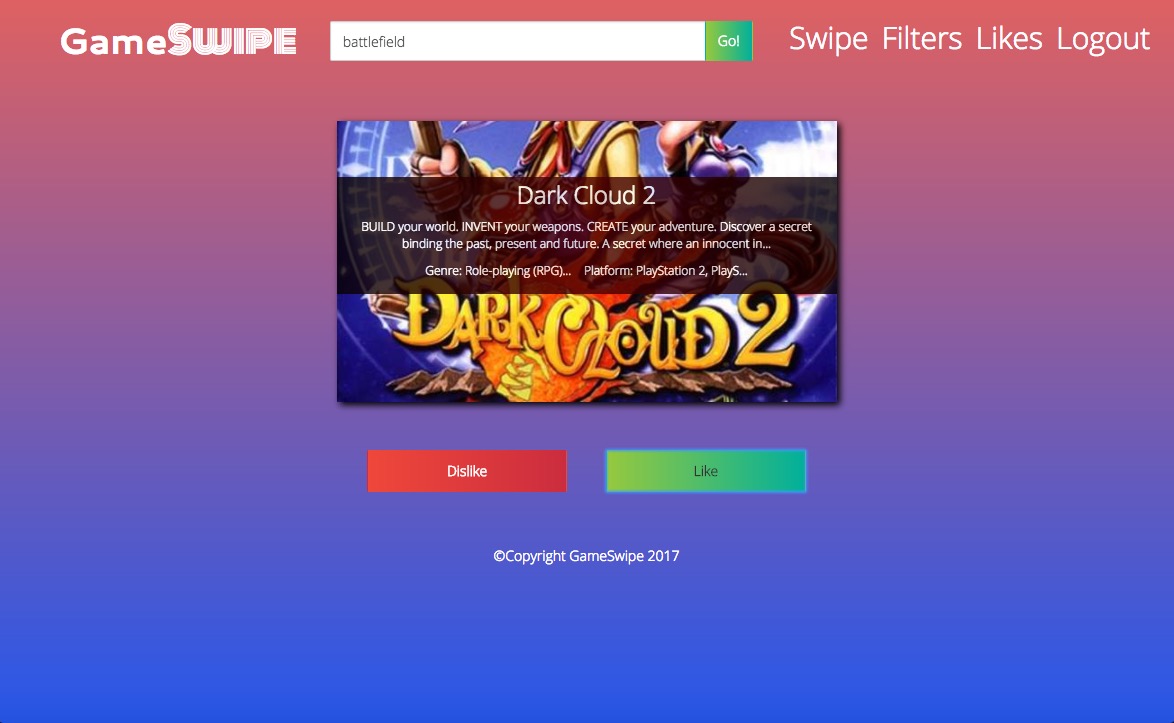 GameSWIPE
battlefield
Go!
Swipe Filters Likes Logout
Dark Cloud 2
BUILD your world. INVENT your weapons. CREATE your adventure. Discover a secret
binding the past, present and future. A secret where an innocent in...
Genre: Role-playing (RPG)... Platform: PlayStation 2, PlayS...
DARK CLOUD 2
Dislike
Like
©Copyright GameSwipe 2017